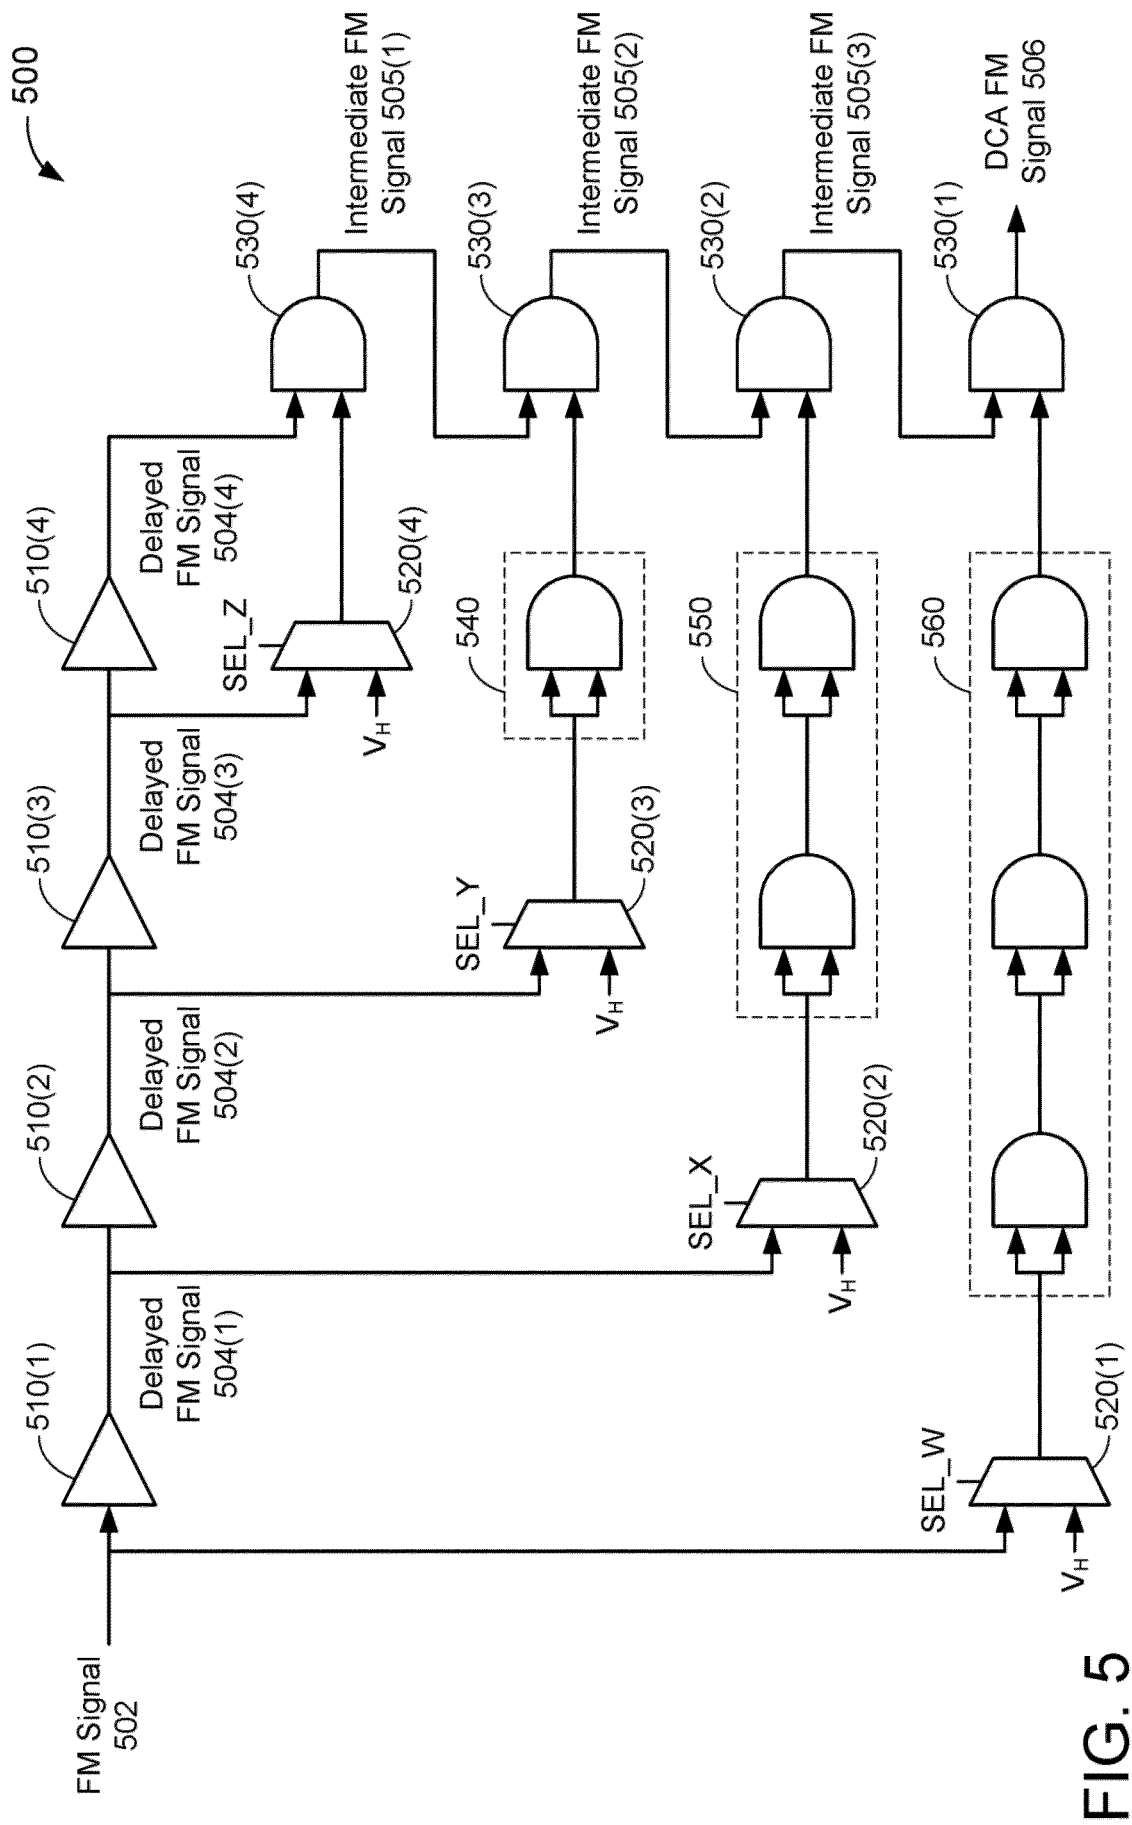 500
FM Signal
502
510(1)
510(2)
510(3)
510(4)
Delayed
FM Signal
504(1)
Delayed
FM Signal
504(2)
Delayed
FM Signal
504(3)
Delayed
FM Signal
504(4)
SEL_Z
VH
520(4)
530(4)
Intermediate FM
Signal 505(1)
SEL_Y
VH
520(3)
540
530(3)
Intermediate FM
Signal 505(2)
SEL_X
VH
520(2)
550
530(2)
Intermediate FM
Signal 505(3)
SEL_W
VH
520(1)
560
530(1)
DCA FM
Signal 506
FIG. 5